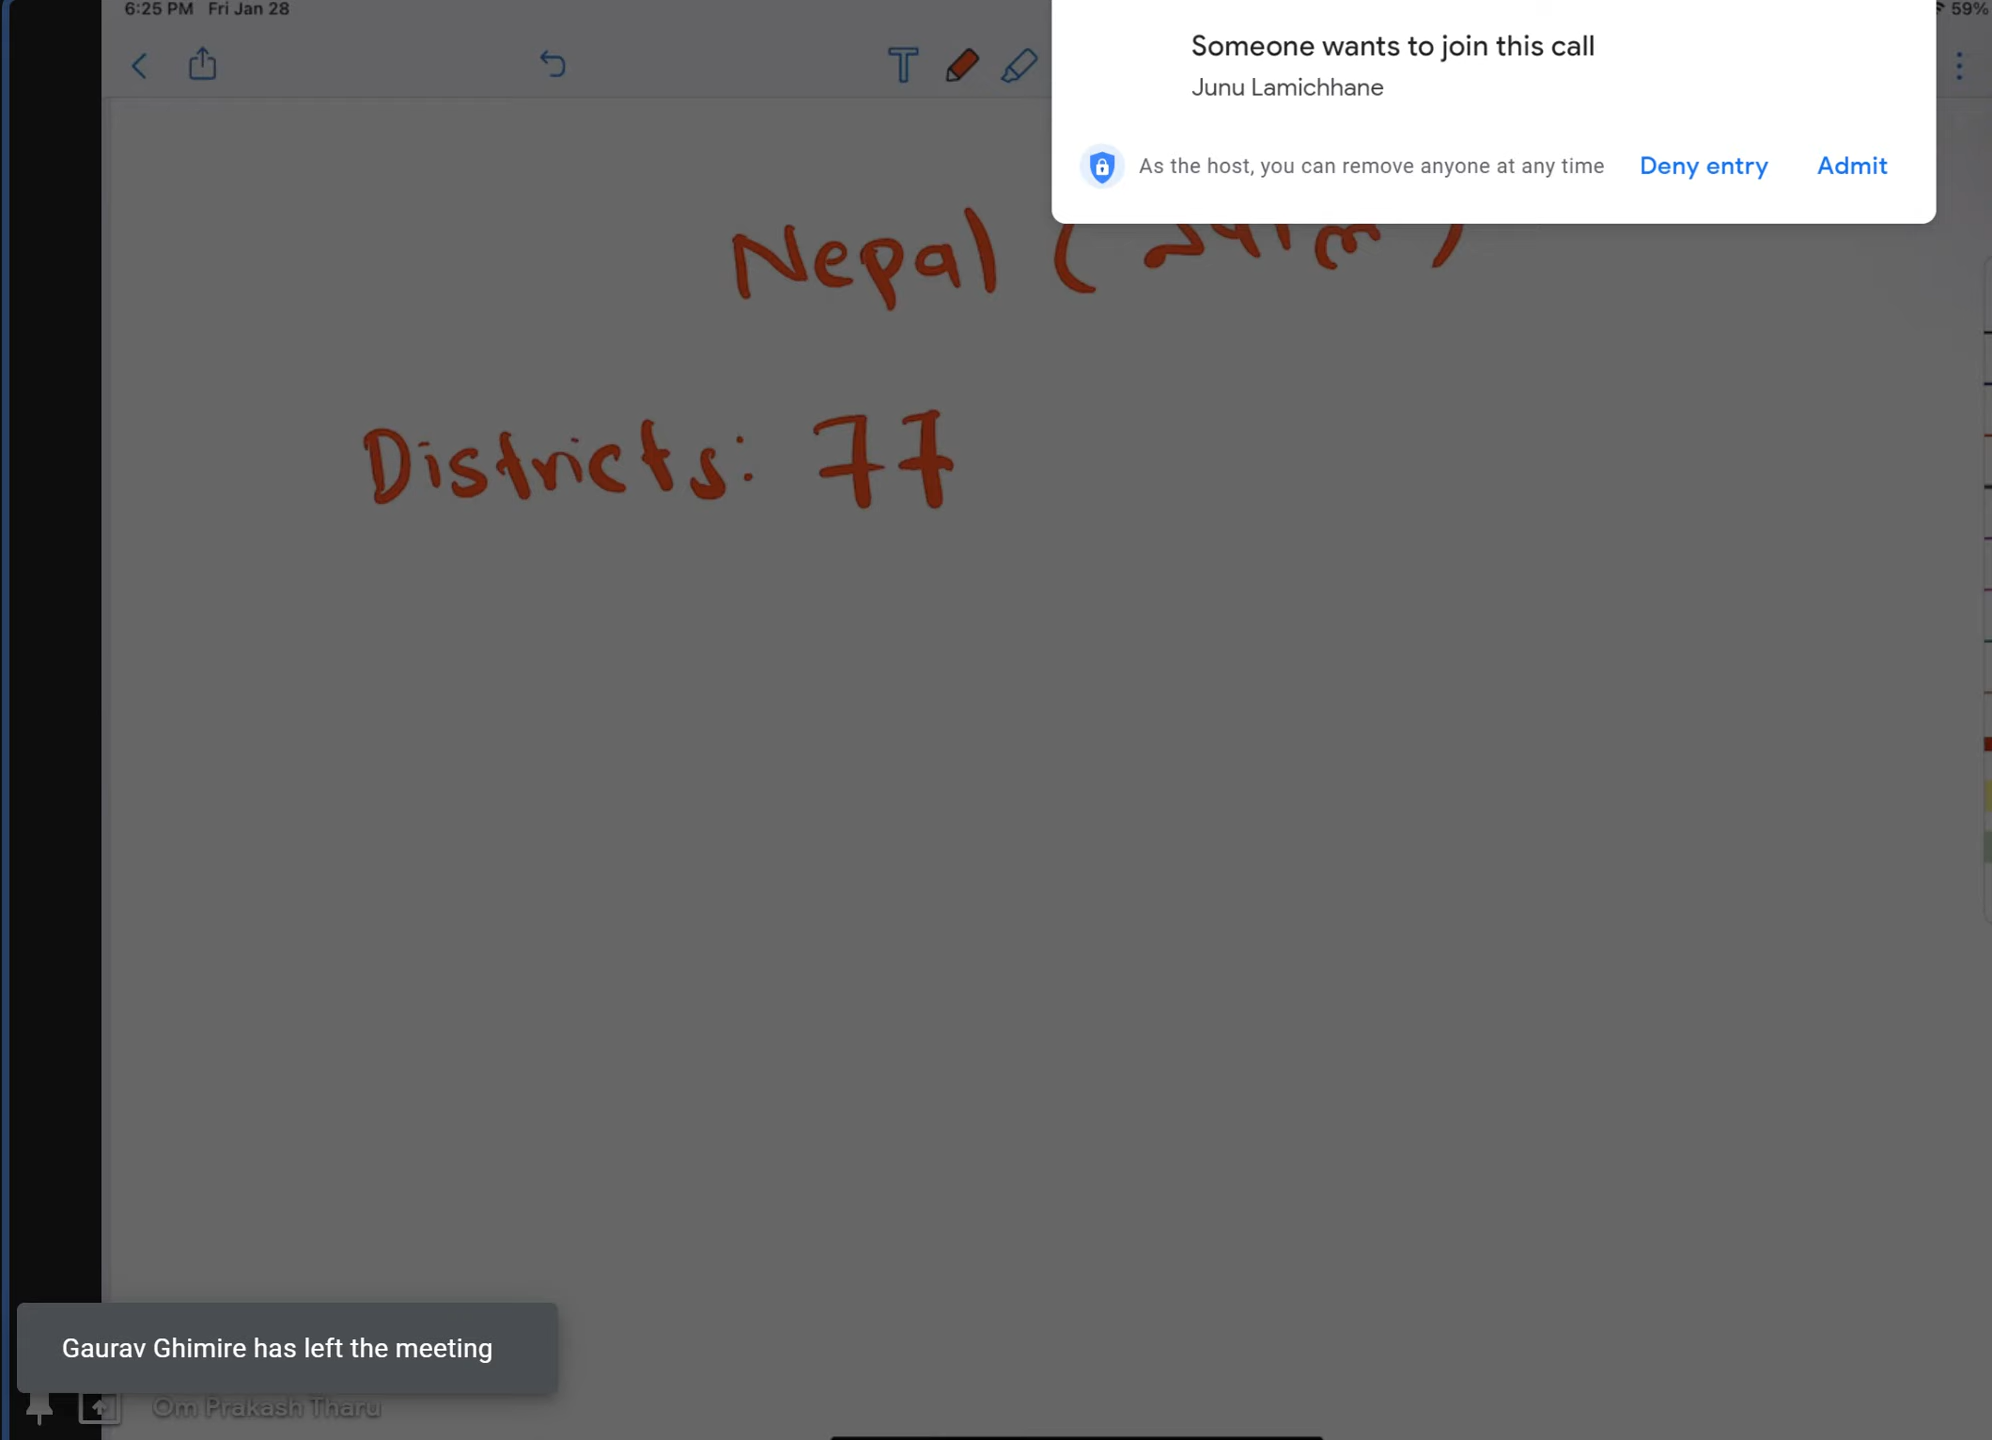 6:25 PM Fri Jan 28
59%
Someone wants to join this call
Junu Lamichhane
As the host, you can remove anyone at any time Deny entry Admit
Nepal (
Districts: 77
Gaurav Ghimire has left the meeting
Om Prakash Tharu